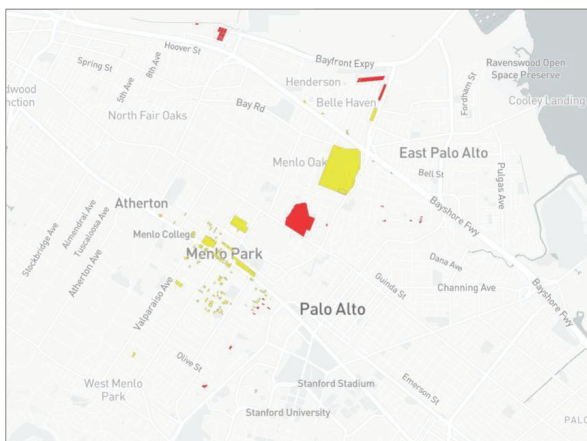 Hoover St
Bayfront Expy
Spring St
8th Ave
Ravenswood Open
Space Preserve
dwood
nction
5th Ave
Henderson
Fordham St
Cooley Landing
Bay Rd
Belle Haven
North Fair Oaks
Menlo Oak
East Palo Alto
Bell St
Pulgas Ave
Atherton
Almendral Ave
Tuscaloosa Ave
Stockbridge Ave
Menlo College
Bayshore Fwy
Menlo Park
Atherton Ave
Dana Ave
Valparaiso Ave
Guinda St
Channing Ave
Bayshore Fwy
Palo Alto
Olive St
Stanford Stadium
Emerson St
West Menlo
Park
Stanford University
PALO